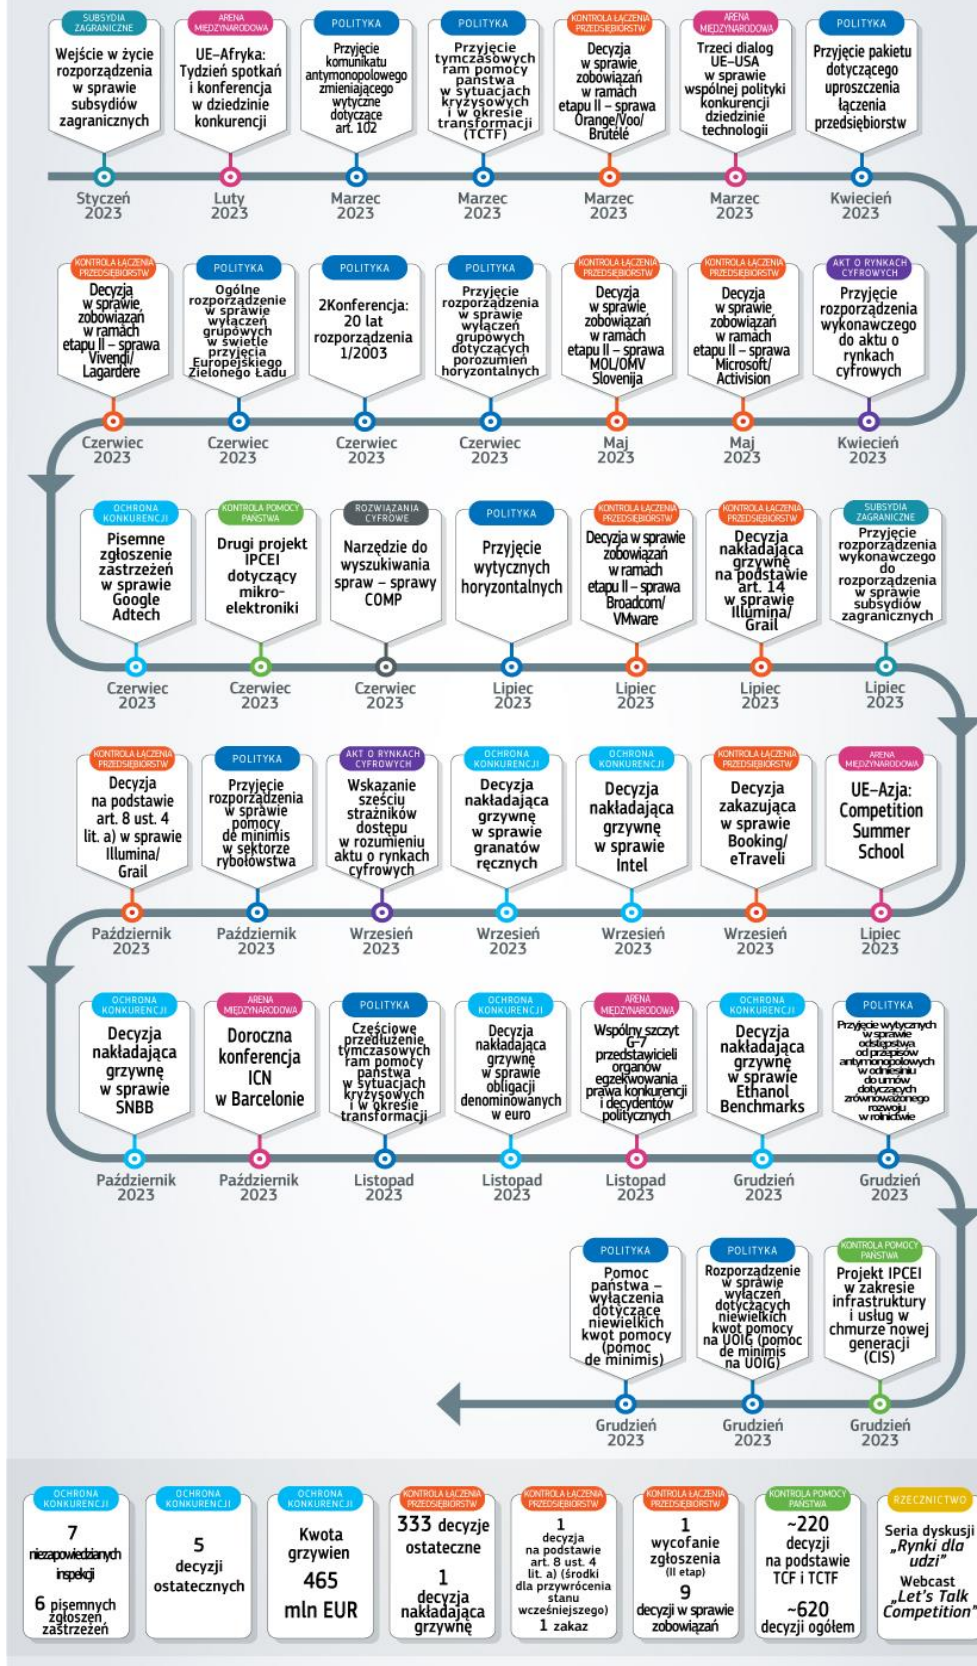 SUBSYDIA
ZAGRANICZNE
Wejście w życie
rozporządzenia
w sprawie
subsydiów
zagranicznych
Styczeń
2023
ARENA
MIĘDZYNARODOWA
UE–Afryka:
Tydzień spotkań
i konferencja
w dziedzinie
konkurencji
Luty
2023
POLITYKA
Przyjęcie
komunikatu
antymonopolowego
zmieniającego
wytyczne
dotyczące
art. 102
Marzec
2023
POLITYKA
Przyjęcie
tymczasowych
ram pomocy
państwa
w sytuacjach
kryzysowych
i w okresie
transformacji
(TCTF)
Marzec
2023
KONTROLA ŁĄCZENIA
PRZEDSIĘBIORSTW
Decyzja
w sprawie
zobowiązań
w ramach
etapu II – sprawa
Orange/Voo/
Brutélé
Marzec
2023
ARENA
MIĘDZYNARODOWA
Trzeci dialog
UE-USA
w sprawie
wspólnej polityki
konkurencji
dziedzinie
technologii
Marzec
2023
POLITYKA
Przyjęcie pakietu
dotyczącego
uproszczenia
łączenia
przedsiębiorstw
Kwiecień
2023
KONTROLA ŁĄCZENIA
PRZEDSIĘBIORSTW
Decyzja
w sprawie
zobowiązań
w ramach
etapu II – sprawa
Vivendi/
Lagardère
Czerwiec
2023
POLITYKA
Ogólne
rozporządzenie
w sprawie
wyłączeń
grupowych
w świetle
przyjęcia
Europejskiego
Zielonego Ładu
Czerwiec
2023
POLITYKA
2Konferencja:
20 lat
rozporządzenia
1/2003
Czerwiec
2023
POLITYKA
Przyjęcie
rozporządzenia
w sprawie
wyłączeń
grupowych
dotyczących
porozumień
horyzontalnych
Czerwiec
2023
KONTROLA ŁĄCZENIA
PRZEDSIĘBIORSTW
Decyzja
w sprawie
zobowiązań
w ramach
etapu II – sprawa
MOL/OMV
Slovenija
Maj
2023
KONTROLA ŁĄCZENIA
PRZEDSIĘBIORSTW
Decyzja
w sprawie
zobowiązań
w ramach
etapu II – sprawa
Microsoft/
Activision
Maj
2023
AKT O RYNKACH
CYFROWYCH
Przyjęcie
rozporządzenia
wykonawczego
do aktu o
rynkach
cyfrowych
Kwiecień
2023
OCHRONA
KONKURENCJI
Pisemne
zgłoszenie
zastrzeżeń
w sprawie
Google
Adtech
Czerwiec
2023
KONTROLA POMOCY
PAŃSTWA
Drugi projekt
IPCEI
dotyczący
mikro-
elektroniki
Czerwiec
2023
ROZWIĄZANIA
CYFROWE
Narzędzie do
wyszukiwania
spraw – sprawy
COMP
Czerwiec
2023
POLITYKA
Przyjęcie
wytycznych
horyzontalnych
Lipiec
2023
KONTROLA ŁĄCZENIA
PRZEDSIĘBIORSTW
Decyzja w sprawie
zobowiązań
w ramach
etapu II – sprawa
Broadcom/
VMware
Lipiec
2023
KONTROLA ŁĄCZENIA
PRZEDSIĘBIORSTW
Decyzja
nakładająca
grzywnę
na podstawie
art. 14
w sprawie
Illumina/
Grail
Lipiec
2023
SUBSYDIA
ZAGRANICZNE
Przyjęcie
rozporządzenia
wykonawczego
do
rozporządzenia
w sprawie
subsydiów
zagranicznych
Lipiec
2023
KONTROLA ŁĄCZENIA
PRZEDSIĘBIORSTW
Decyzja
na podstawie
art. 8 ust. 4
lit. a) w sprawie
Illumina/
Grail
Październik
2023
POLITYKA
Przyjęcie
rozporządzenia
w sprawie
pomocy
de minimis
w sektorze
rybołówstwa
Październik
2023
AKT O RYNKACH
CYFROWYCH
Wskazanie
sześciu
strażników
dostępu
w rozumieniu
aktu o rynkach
cyfrowych
Wrzesień
2023
OCHRONA
KONKURENCJI
Decyzja
nakładająca
grzywnę
w sprawie
granatów
ręcznych
Wrzesień
2023
OCHRONA
KONKURENCJI
Decyzja
nakładająca
grzywnę
w sprawie
Intel
Wrzesień
2023
KONTROLA ŁĄCZENIA
PRZEDSIĘBIORSTW
Decyzja
zakazująca
w sprawie
Booking/
eTraveli
Wrzesień
2023
ARENA
MIĘDZYNARODOWA
UE–Azja:
Competition
Summer
School
Lipiec
2023
OCHRONA
KONKURENCJI
Decyzja
nakładająca
grzywnę
w sprawie
SNBB
Październik
2023
ARENA
MIĘDZYNARODOWA
Doroczna
konferencja
ICN
w Barcelonie
Październik
2023
POLITYKA
Częściowe
przedłużenie
tymczasowych
ram pomocy
państwa
w sytuacjach
kryzysowych
i w okresie
transformacji
Listopad
2023
OCHRONA
KONKURENCJI
Decyzja
nakładająca
grzywnę
w sprawie
obligacji
denominowanych
w euro
Listopad
2023
ARENA
MIĘDZYNARODOWA
Wspólny szczyt
G-7
przedstawicieli
organów
egzekwowania
prawa konkurencji
i decydentów
politycznych
Listopad
2023
OCHRONA
KONKURENCJI
Decyzja
nakładająca
grzywnę
w sprawie
Ethanol
Benchmarks
Grudzień
2023
POLITYKA
Przyjęcie wytycznych
w sprawie
odstępstwa
od przepisów
antymonopolowych
w odniesiniu
do umów
dotyczących
zrównoważonego
rozwoju
w rolnictwie
Grudzień
2023
POLITYKA
Pomoc
państwa –
wyłączenia
dotyczące
niewielkich
kwot pomocy
(pomoc
de minimis)
Grudzień
2023
POLITYKA
Rozporządzenie
w sprawie
wyłączeń
dotyczących
niewielkich
kwot pomocy
na UOIG (pomoc
de minimis
na UOIG)
Grudzień
2023
KONTROLA POMOCY
PAŃSTWA
Projekt IPCEI
w zakresie
infrastruktury
i usług w
chmurze nowej
generacji
(CIS)
Grudzień
2023
OCHRONA
KONKURENCJI
7
niezapowiedzianych
inspekcji
6 pisemnych
zgłoszeń
zastrzeżeń
OCHRONA
KONKURENCJI
5
decyzji
ostatecznych
OCHRONA
KONKURENCJI
Kwota
grzywien
465
mln EUR
KONTROLA ŁĄCZENIA
PRZEDSIĘBIORSTW
333 decyzje
ostateczne
1
decyzja
nakładająca
grzywnę
KONTROLA ŁĄCZENIA
PRZEDSIĘBIORSTW
1
decyzja
na podstawie
art. 8 ust. 4
lit. a) (środki
dla przywrócenia
stanu
wcześniejszego)
1 zakaz
KONTROLA ŁĄCZENIA
PRZEDSIĘBIORSTW
1
wycofanie
zgłoszenia
(II etap)
9
decyzji w sprawie
zobowiązań
KONTROLA POMOCY
PAŃSTWA
~220
decyzji
na podstawie
TCF i TCTF
~620
decyzji ogółem
RZECZNICTWO
Seria dyskusji
„Rynki dla
udzi”
Webcast
„Let's Talk
Competition”